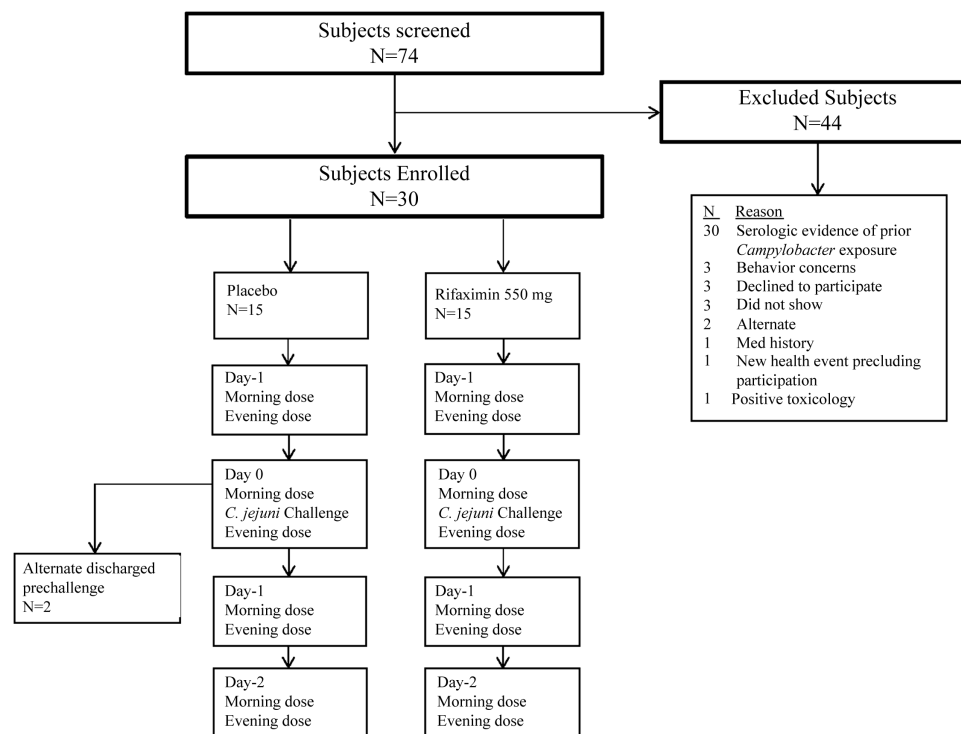 Subjects screened
N=74
Excluded Subjects
N=44
Subjects Enrolled
N=30
N Reason
30 Serologic evidence of prior
Campylobacter exposure
3 Behavior concerns
3 Declined to participate
3 Did not show
2 Alternate
1 Med history
1 New health event precluding
participation
1 Positive toxicology
Placebo
N=15
Rifaximin 550 mg
N=15
Day-1
Morning dose
Evening dose
Day-1
Morning dose
Evening dose
Day 0
Morning dose
C. jejuni Challenge
Evening dose
Day 0
Morning dose
C. jejuni Challenge
Evening dose
Alternate discharged
prechallenge
N=2
Day-1
Morning dose
Evening dose
Day-1
Morning dose
Evening dose
Day-2
Morning dose
Evening dose
Day-2
Morning dose
Evening dose